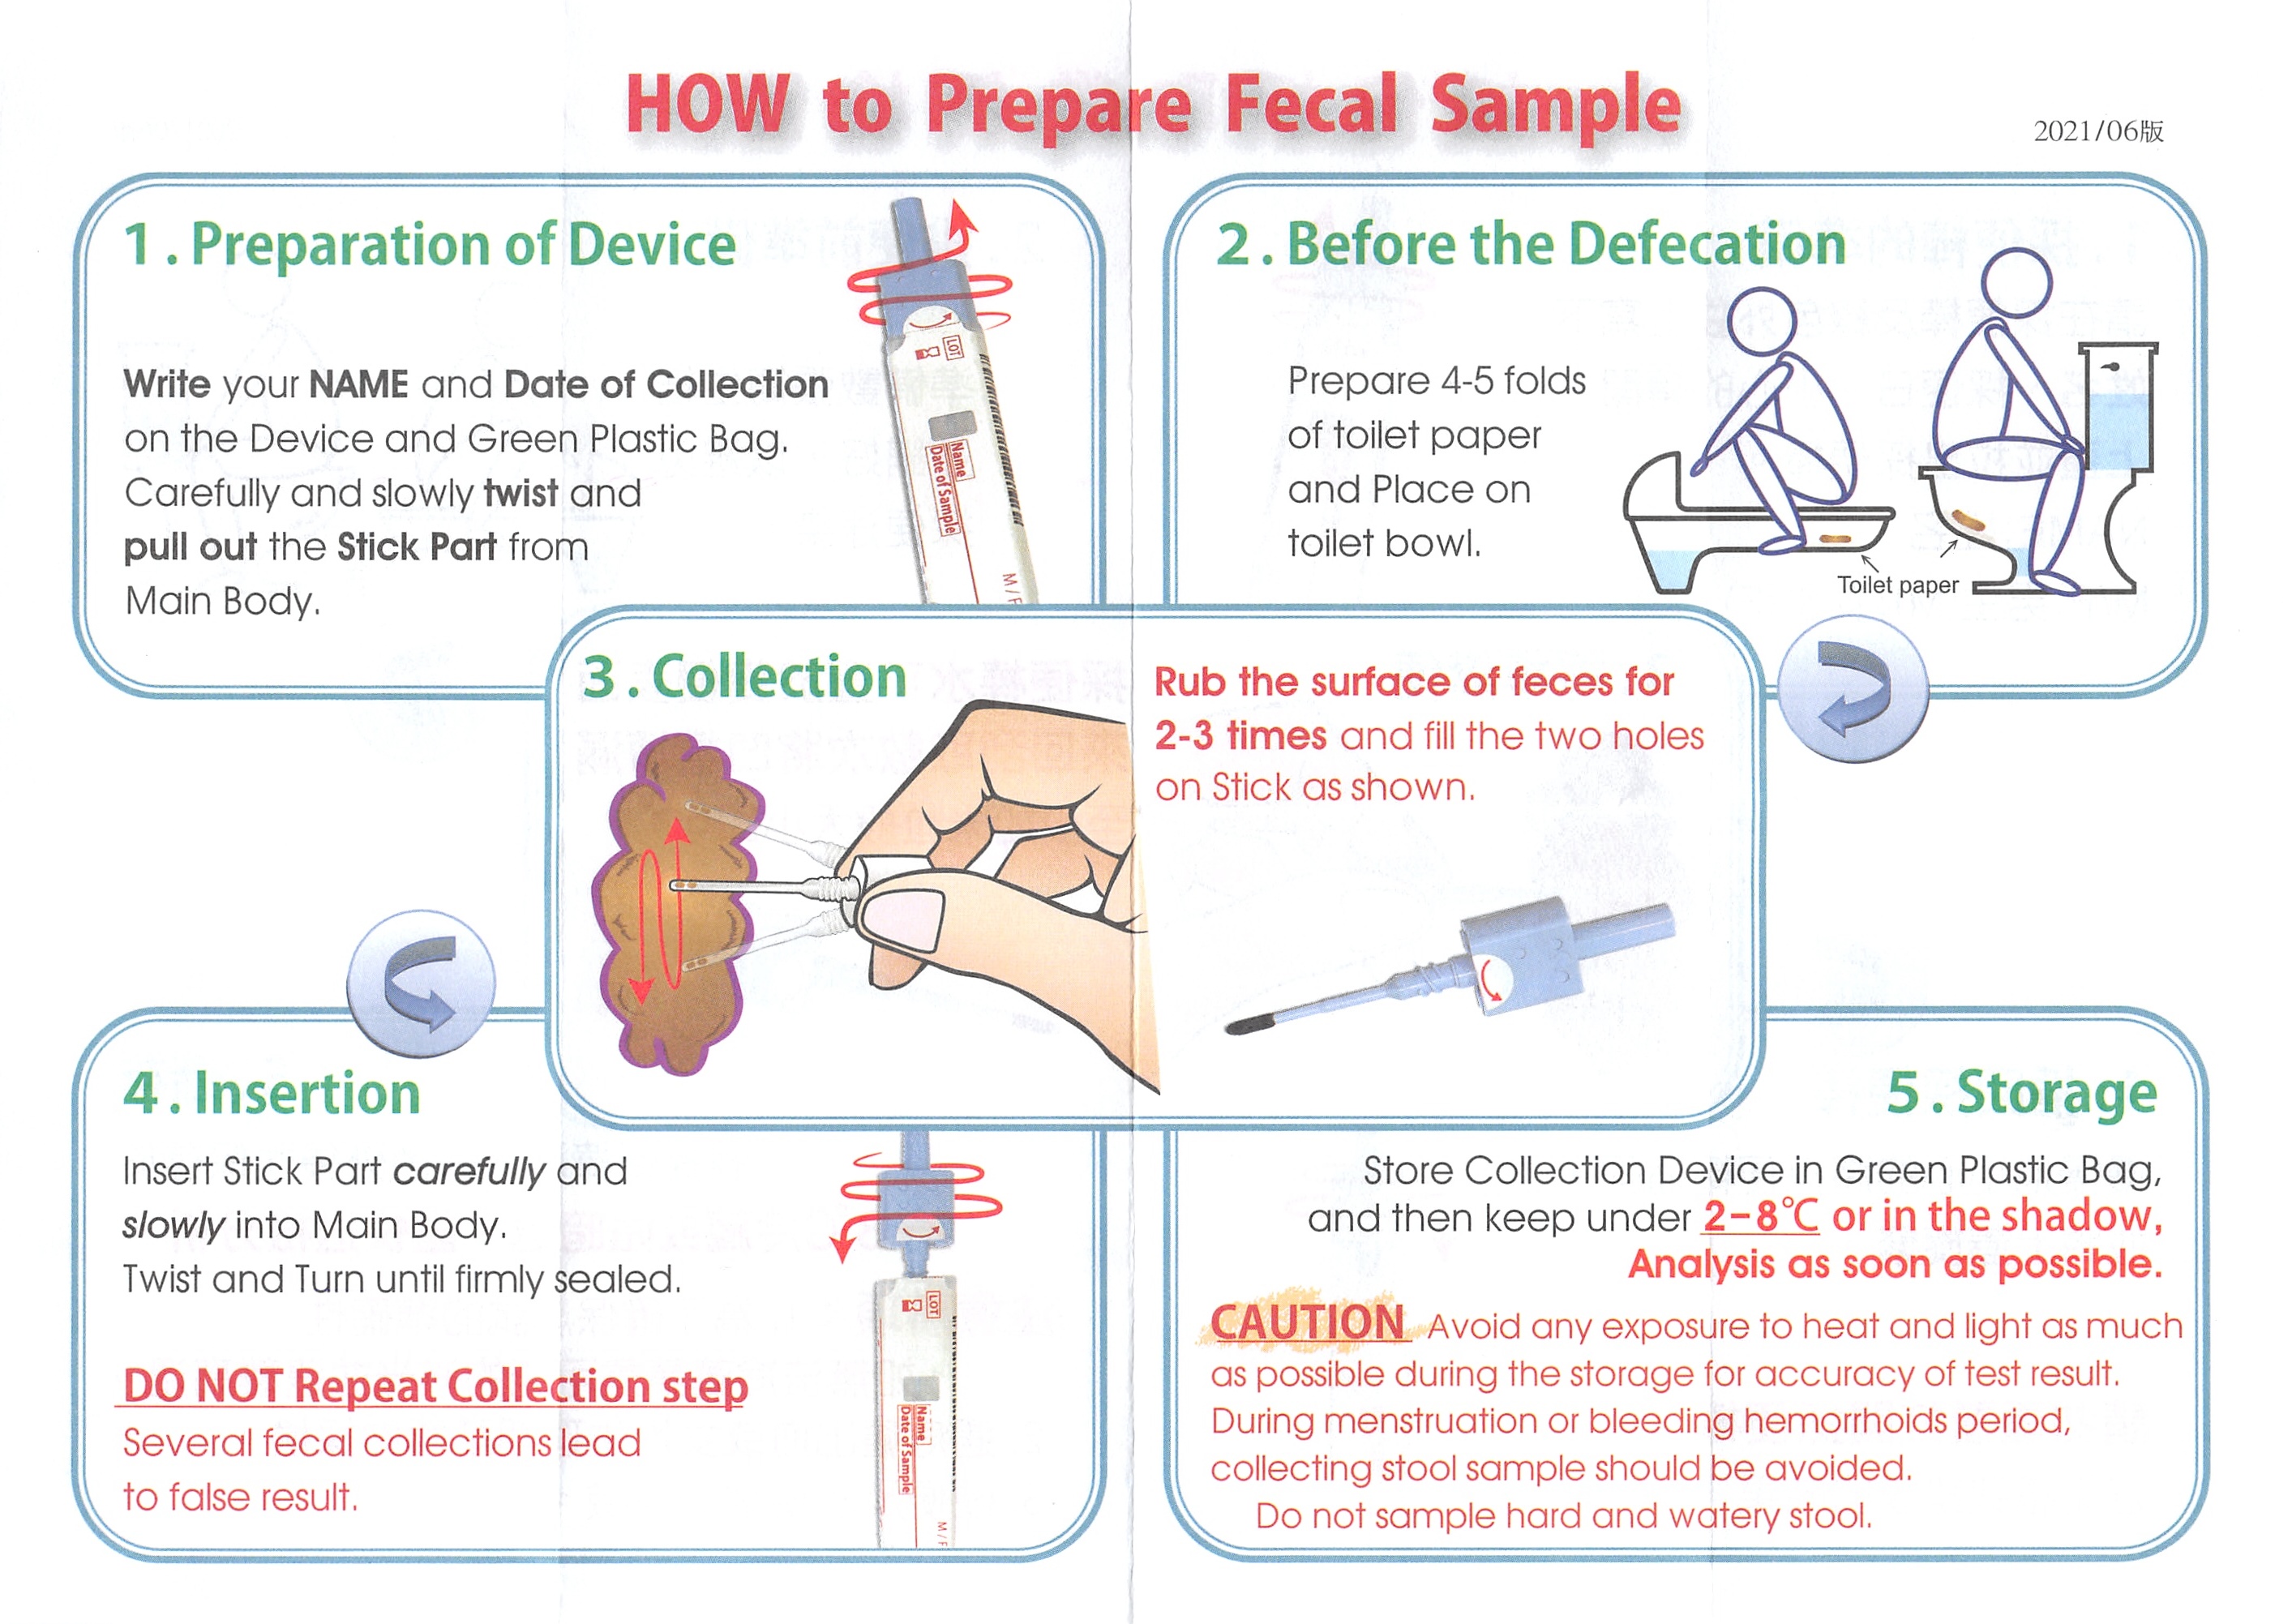 HOW to Prepare Fecal Sample
2021/06版
1. Preparation of Device
Write your NAME and Date of Collection
on the Device and Green Plastic Bag.
Carefully and slowly twist and
pull out the Stick Part from
Main Body.
LOT
Name
Date of Sample
M / F
2. Before the Defecation
Prepare 4-5 folds
of toilet paper
and Place on
toilet bowl.
Toilet paper
3. Collection
Rub the surface of feces for
2-3 times and fill the two holes
on Stick as shown.
4. Insertion
Insert Stick Part carefully and
slowly into Main Body.
Twist and Turn until firmly sealed.
DO NOT Repeat Collection step
Several fecal collections lead
to false result.
LOT
Name
Date of Sample
M / F
5. Storage
Store Collection Device in Green Plastic Bag,
and then keep under 2-8℃ or in the shadow,
Analysis as soon as possible.
CAUTION Avoid any exposure to heat and light as much
as possible during the storage for accuracy of test result.
During menstruation or bleeding hemorrhoids period,
collecting stool sample should be avoided.
Do not sample hard and watery stool.